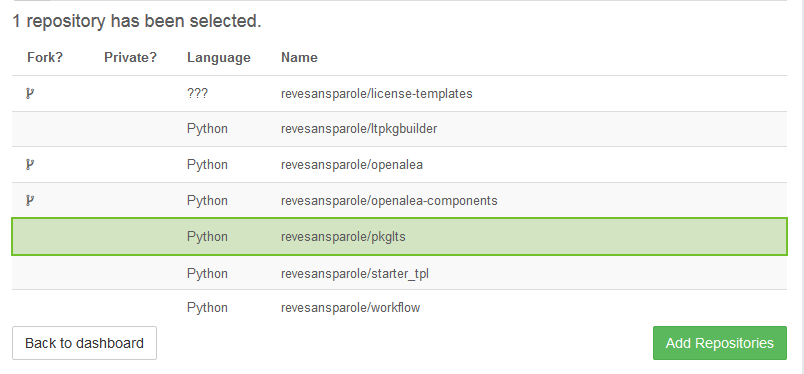 1 repository has been selected.
Fork? Private? Language Name
??? revesansparole/license-templates
Python revesansparole/ltpkgbuilder
Python revesansparole/openalea
Python revesansparole/openalea-components
Python revesansparole/pkglts
Python revesansparole/starter_tpl
Python revesansparole/workflow
Back to dashboard Add Repositories